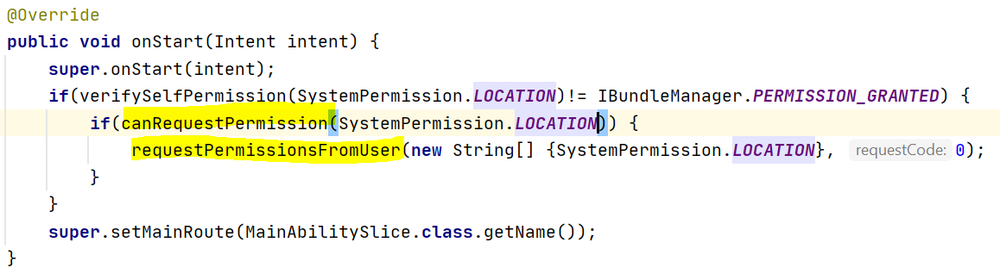 @Override
public void onStart(Intent intent) {
super.onStart(intent);
if(verifySelfPermission(SystemPermission.LOCATION)!= IBundleManager.PERMISSION_GRANTED) {
if(canRequestPermission(SystemPermission.LOCATION)) {
requestPermissionsFromUser(new String[] {SystemPermission.LOCATION}, requestCode: 0);
}
}
super.setMainRoute(MainAbilitySlice.class.getName());
}